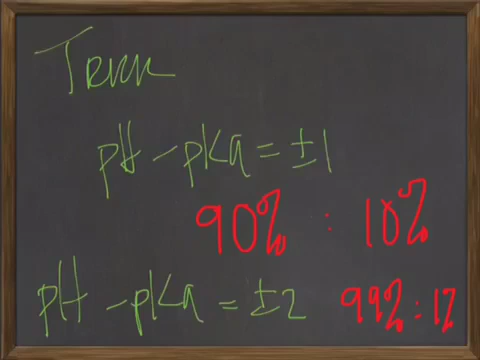 Trick
pH - pKa = ±1
90% : 10%
pH - pKa = ±2 99% : 1%